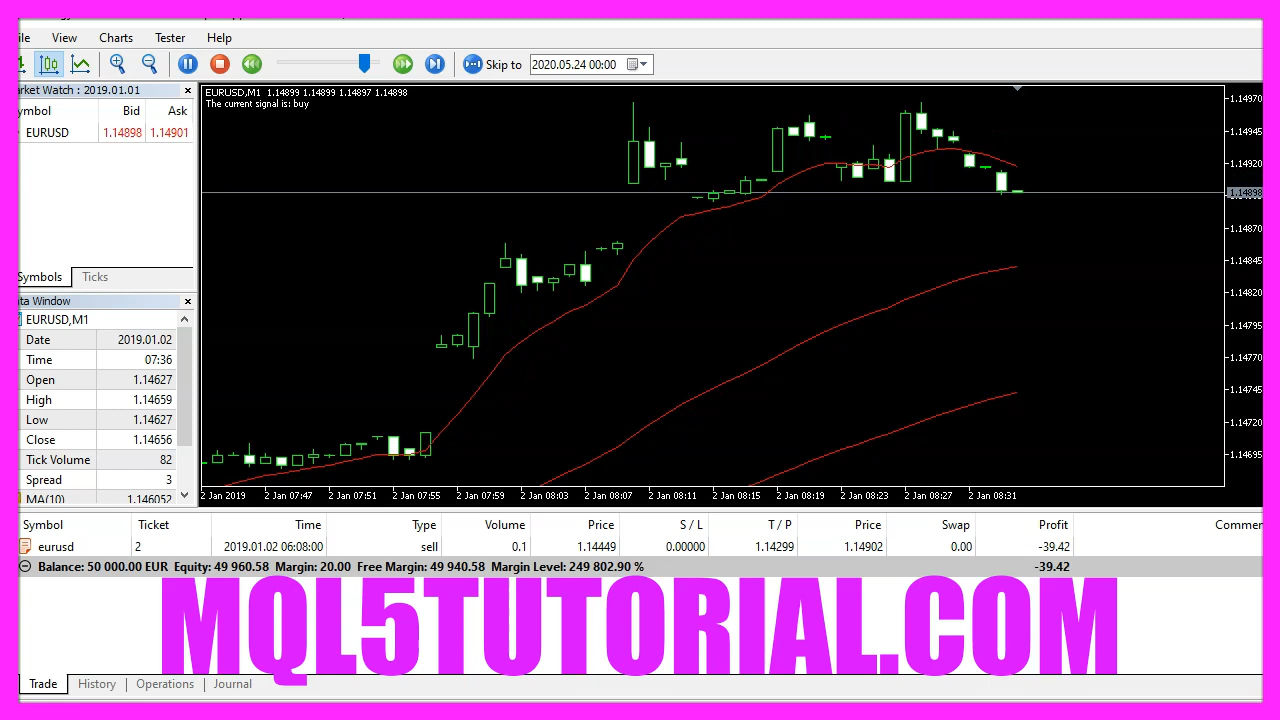 ile View Charts Tester Help
Skip to 2020.05.24 00:00
arket Watch : 2019.01.01
ymbol Bid Ask
EURUSD 1.14898 1.14901
Symbols Ticks
ata Window
EURUSD,M1
Date 2019.01.02
Time 07:36
Open 1.14627
High 1.14659
Low 1.14627
Close 1.14656
Tick Volume 82
Spread 3
MA(10) 1.146052
EURUSD,M1 1.14899 1.14899 1.14897 1.14898
The current signal is: buy
1.14970
1.14945
1.14920
1.14898
1.14870
1.14845
1.14820
1.14795
1.14770
1.14745
1.14720
1.14695
2 Jan 2019 2 Jan 07:47 2 Jan 07:51 2 Jan 07:55 2 Jan 07:59 2 Jan 08:03 2 Jan 08:07 2 Jan 08:11 2 Jan 08:15 2 Jan 08:19 2 Jan 08:23 2 Jan 08:27 2 Jan 08:31
Symbol Ticket Time Type Volume Price S / L T / P Price Swap Profit Commen
eurusd 2 2019.01.02 06:08:00 sell 0.1 1.14449 0.00000 1.14299 1.14902 0.00 -39.42
Balance: 50 000.00 EUR Equity: 49 960.58 Margin: 20.00 Free Margin: 49 940.58 Margin Level: 249 802.90 % -39.42
MQL5TUTORIAL.COM
Trade History Operations Journal